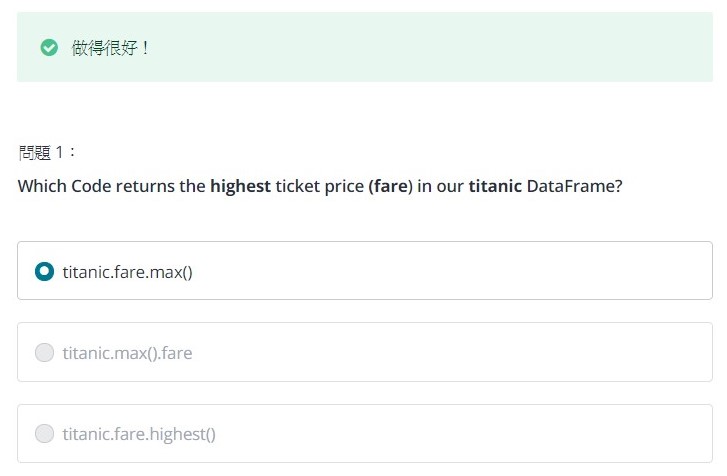 做得很好！
問題 1：
Which Code returns the highest ticket price (fare) in our titanic DataFrame?
titanic.fare.max()
titanic.max().fare
titanic.fare.highest()